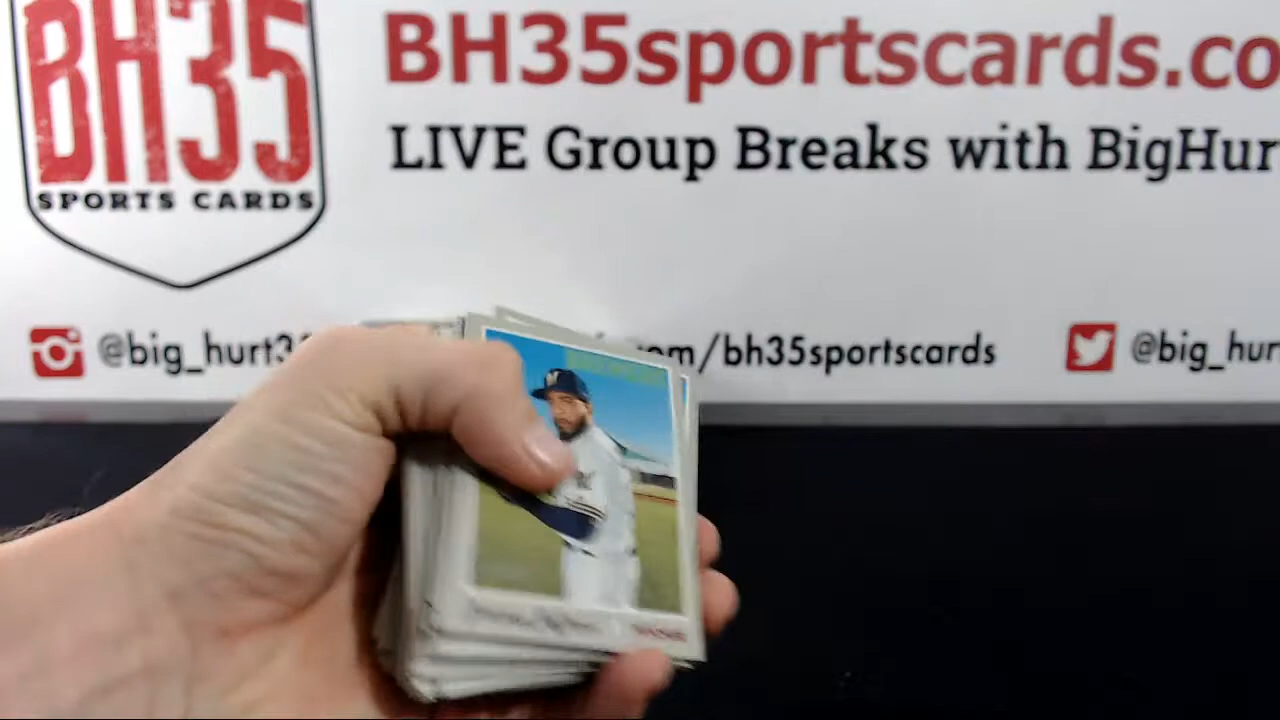 BH35
SPORTS CARDS
BH35sportscards.co
LIVE Group Breaks with BigHur
@big_hurt3
m/bh35sportscards
@big_hur